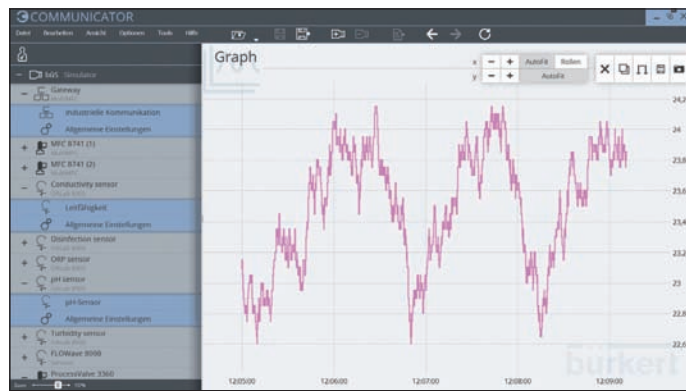 COMMUNICATOR
Datei Bearbeiten Ansicht Optionen Tools Hilfe
Graph
x − + AutoFit Rollen
y − + AutoFit
büS Simulator
Gateway
Industrielle Kommunikation
Allgemeine Einstellungen
MFC 8741 (1)
MFC 8741 (2)
Conductivity sensor
Leitfähigkeit
Allgemeine Einstellungen
Disinfection sensor
ORP sensor
pH sensor
pH-Sensor
Allgemeine Einstellungen
Turbidity sensor
FLOWave 8098
ProcessValve 3360
24,2
24
23,8
23,6
23,4
23,2
23
22,8
22,6
12:05:00 12:06:00 12:07:00 12:08:00 12:09:00
bürkert